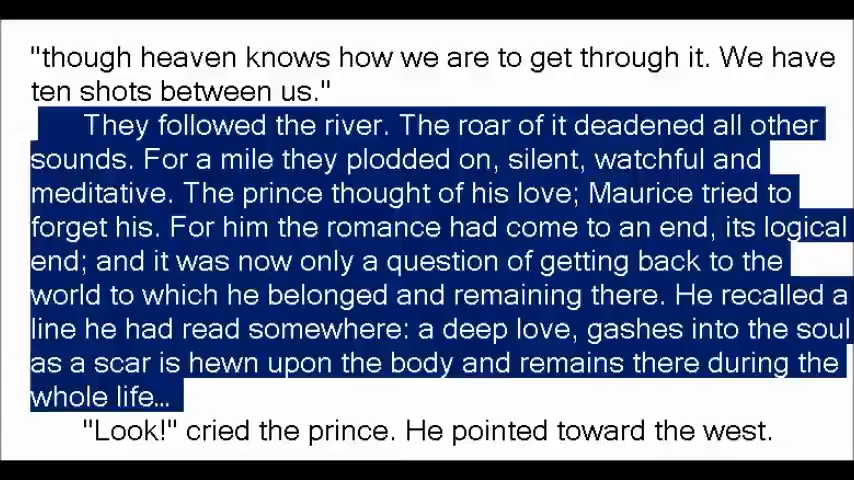 "though heaven knows how we are to get through it. We have
ten shots between us."
They followed the river. The roar of it deadened all other
sounds. For a mile they plodded on, silent, watchful and
meditative. The prince thought of his love; Maurice tried to
forget his. For him the romance had come to an end, its logical
end; and it was now only a question of getting back to the
world to which he belonged and remaining there. He recalled a
line he had read somewhere: a deep love, gashes into the soul
as a scar is hewn upon the body and remains there during the
whole life...
"Look!" cried the prince. He pointed toward the west.